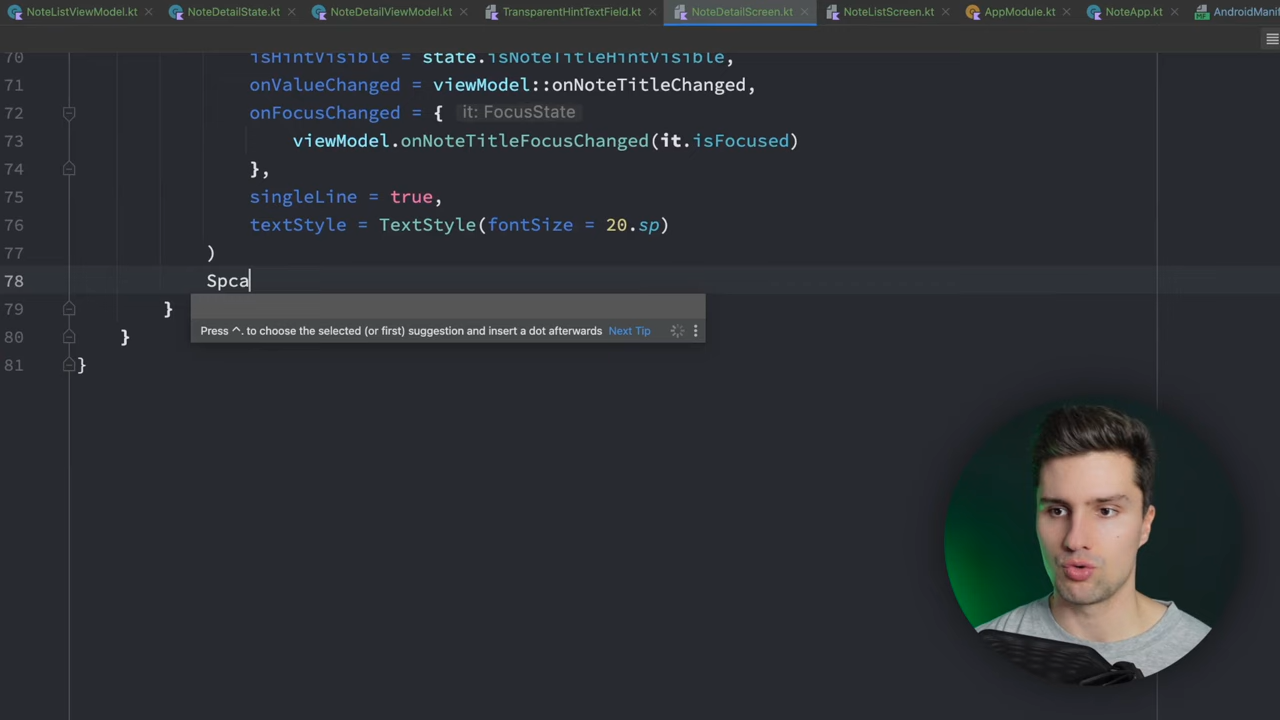 NoteListViewModel.kt
NoteDetailState.kt
NoteDetailViewModel.kt
TransparentHintTextField.kt
NoteDetailScreen.kt
NoteListScreen.kt
AppModule.kt
NoteApp.kt
AndroidManif
70 isHintVisible = state.isNoteTitleHintVisible,
71 onValueChanged = viewModel::onNoteTitleChanged,
72 onFocusChanged = { it: FocusState
73 viewModel.onNoteTitleFocusChanged(it.isFocused)
74 },
75 singleLine = true,
76 textStyle = TextStyle(fontSize = 20.sp)
77 )
78 Spca
79 }
Press ^. to choose the selected (or first) suggestion and insert a dot afterwards Next Tip
80 }
81 }